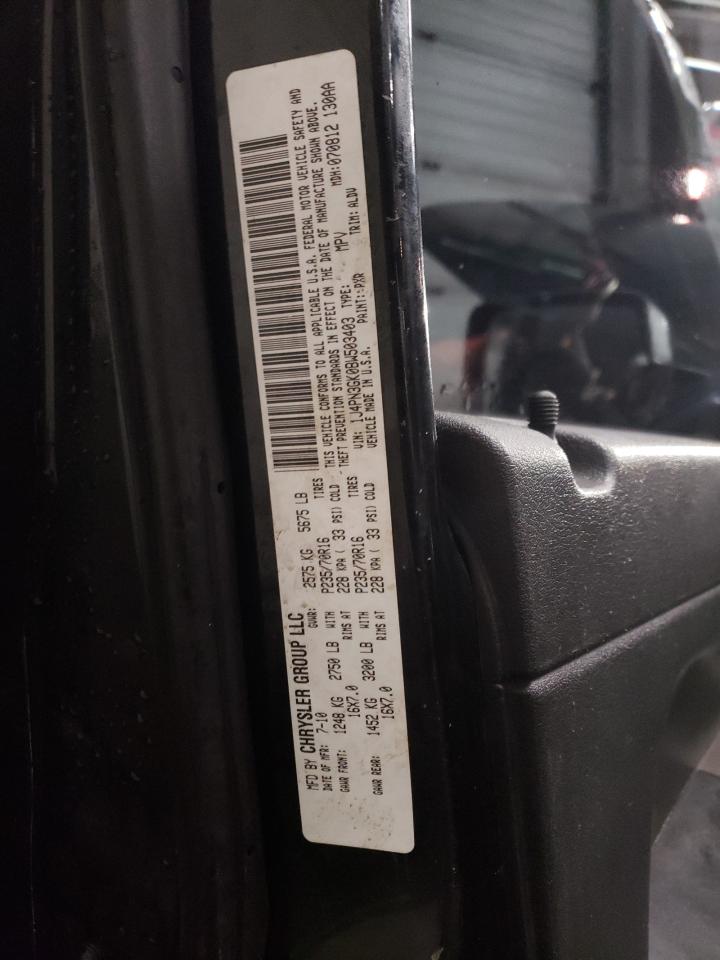 MFD BY CHRYSLER GROUP LLC
DATE OF MFR: 7-10 GVWR: 2575 KG 5675 LB
GAWR FRONT: 1248 KG 2750 LB WITH P235/70R16 TIRES
16X7.0 RIMS AT 228 KPA ( 33 PSI) COLD
GAWR REAR: 1452 KG 3200 LB WITH P235/70R16 TIRES
16X7.0 RIMS AT 228 KPA ( 33 PSI) COLD
THIS VEHICLE CONFORMS TO ALL APPLICABLE U.S.A. FEDERAL MOTOR VEHICLE SAFETY AND
THEFT PREVENTION STANDARDS IN EFFECT ON THE DATE OF MANUFACTURE SHOWN ABOVE.
VIN: 1J4PN3GK0BW503403 TYPE: MPV MDH:070812 130AA
VEHICLE MADE IN U.S.A. PAINT: PXR TRIM: ALDV